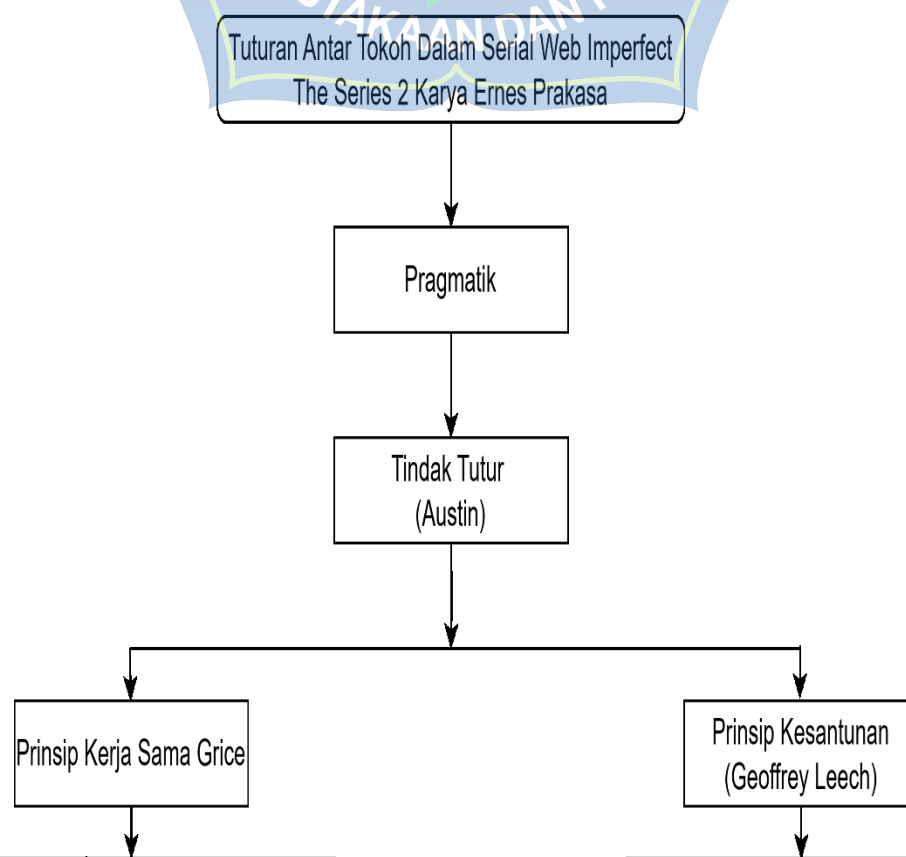 Tuturan Antar Tokoh Dalam Serial Web Imperfect
The Series 2 Karya Ernes Prakasa
Pragmatik
Tindak Tutur
(Austin)
Prinsip Kerja Sama Grice
Prinsip Kesantunan
(Geoffrey Leech)